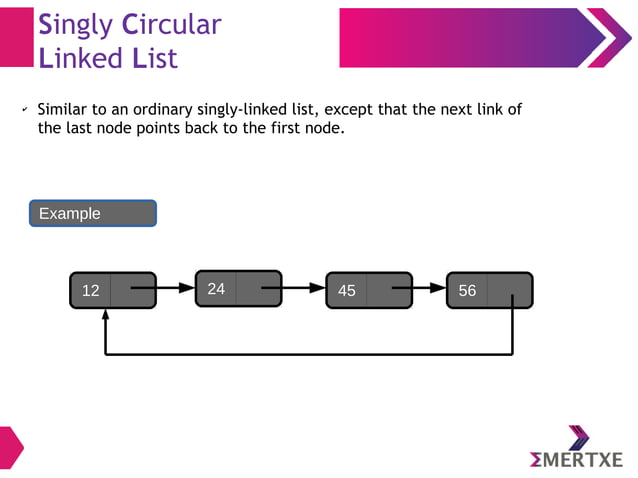 Singly Circular
Linked List
✔ Similar to an ordinary singly-linked list, except that the next link of
the last node points back to the first node.
Example
12 24 45 56
EMERTXE